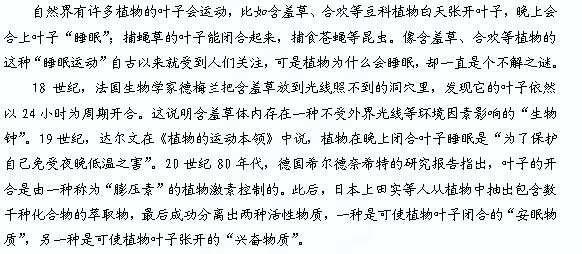 自然界有许多植物的叶子会运动，比如含羞草、合欢等豆科植物白天张开叶子，晚上会
合上叶子“睡眠”；捕蝇草的叶子能闭合起来，捕食苍蝇等昆虫。像含羞草、合欢等植物的
这种“睡眠运动”自古以来就受到人们关注，可是植物为什么会睡眠，却一直是个不解之谜。
18 世纪，法国生物学家德梅兰把含羞草放到光线照不到的洞穴里，发现它的叶子依然
以 24 小时为周期开合。这说明含羞草体内存在一种不受外界光线等环境因素影响的“生物
钟”。19 世纪，达尔文在《植物的运动本领》中说，植物在晚上闭合叶子睡眠是“为了保护
自己免受夜晚低温之害”。20 世纪 80 年代，德国希尔德奈希特的研究报告指出，叶子的开
合是由一种称为“膨压素”的植物激素控制的。此后，日本上田实等人从植物中抽出包含数
千种化合物的萃取物，最后成功分离出两种活性物质，一种是可使植物叶子闭合的“安眠物
质”，另一种是可使植物叶子张开的“兴奋物质”。